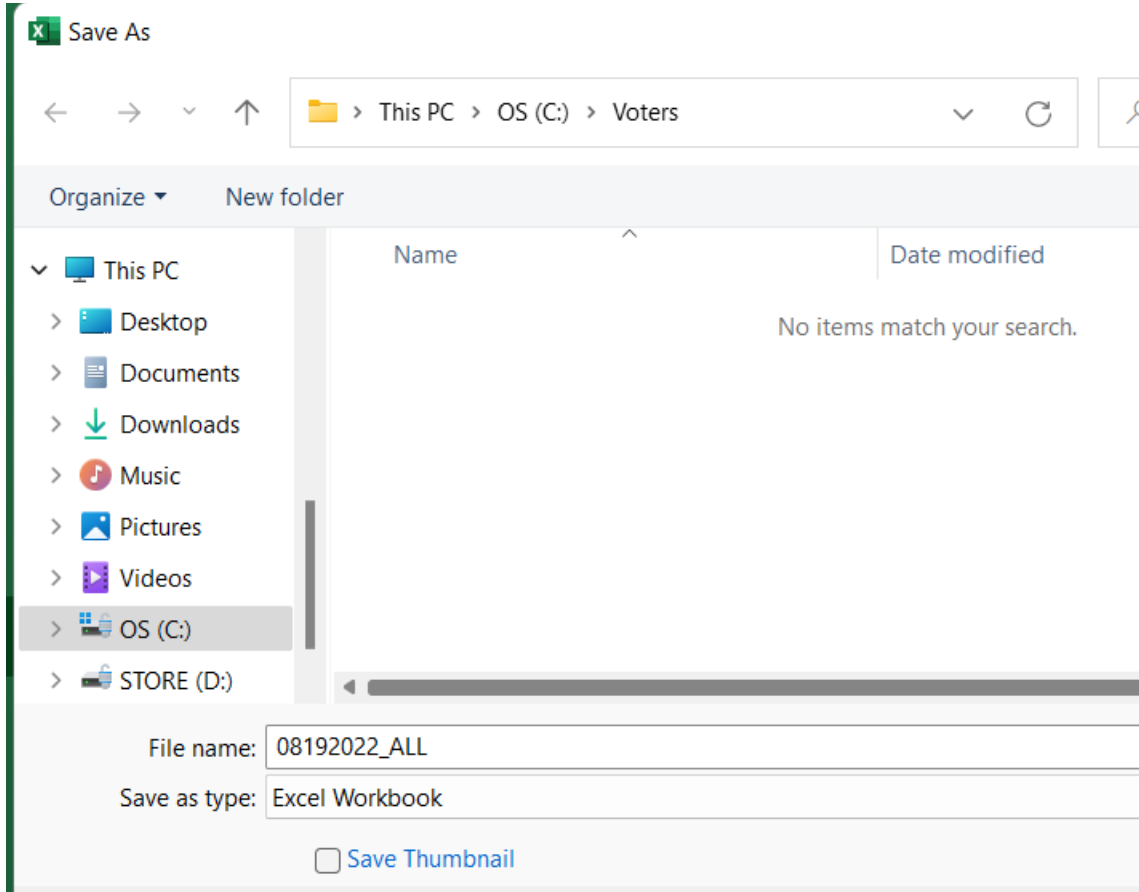 Save As
This PC > OS (C:) > Voters
Organize New folder
Name Date modified
This PC
No items match your search.
Desktop
Documents
Downloads
Music
Pictures
Videos
OS (C:)
STORE (D:)
File name: 08192022_ALL
Save as type: Excel Workbook
Save Thumbnail